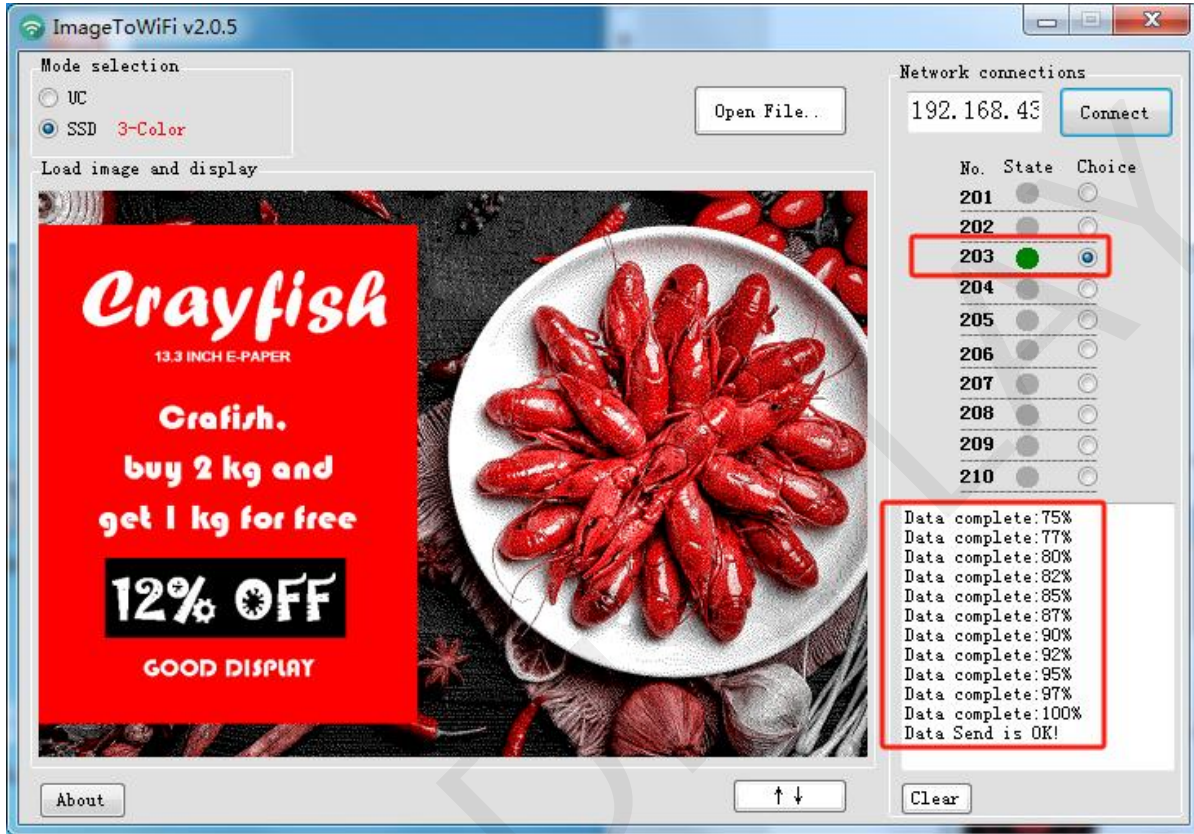 ImageToWiFi v2.0.5
Mode selection
UC
SSD 3-Color
Open File..
Network connections
192.168.43
Connect
Load image and display
No. State Choice
201
202
203
204
205
206
207
208
209
210
Crayfish
13.3 INCH E-PAPER
Crafish,
buy 2 kg and
get 1 kg for free
12% OFF
GOOD DISPLAY
Data complete:75%
Data complete:77%
Data complete:80%
Data complete:82%
Data complete:85%
Data complete:87%
Data complete:90%
Data complete:92%
Data complete:95%
Data complete:97%
Data complete:100%
Data Send is OK!
About
↑↓
Clear